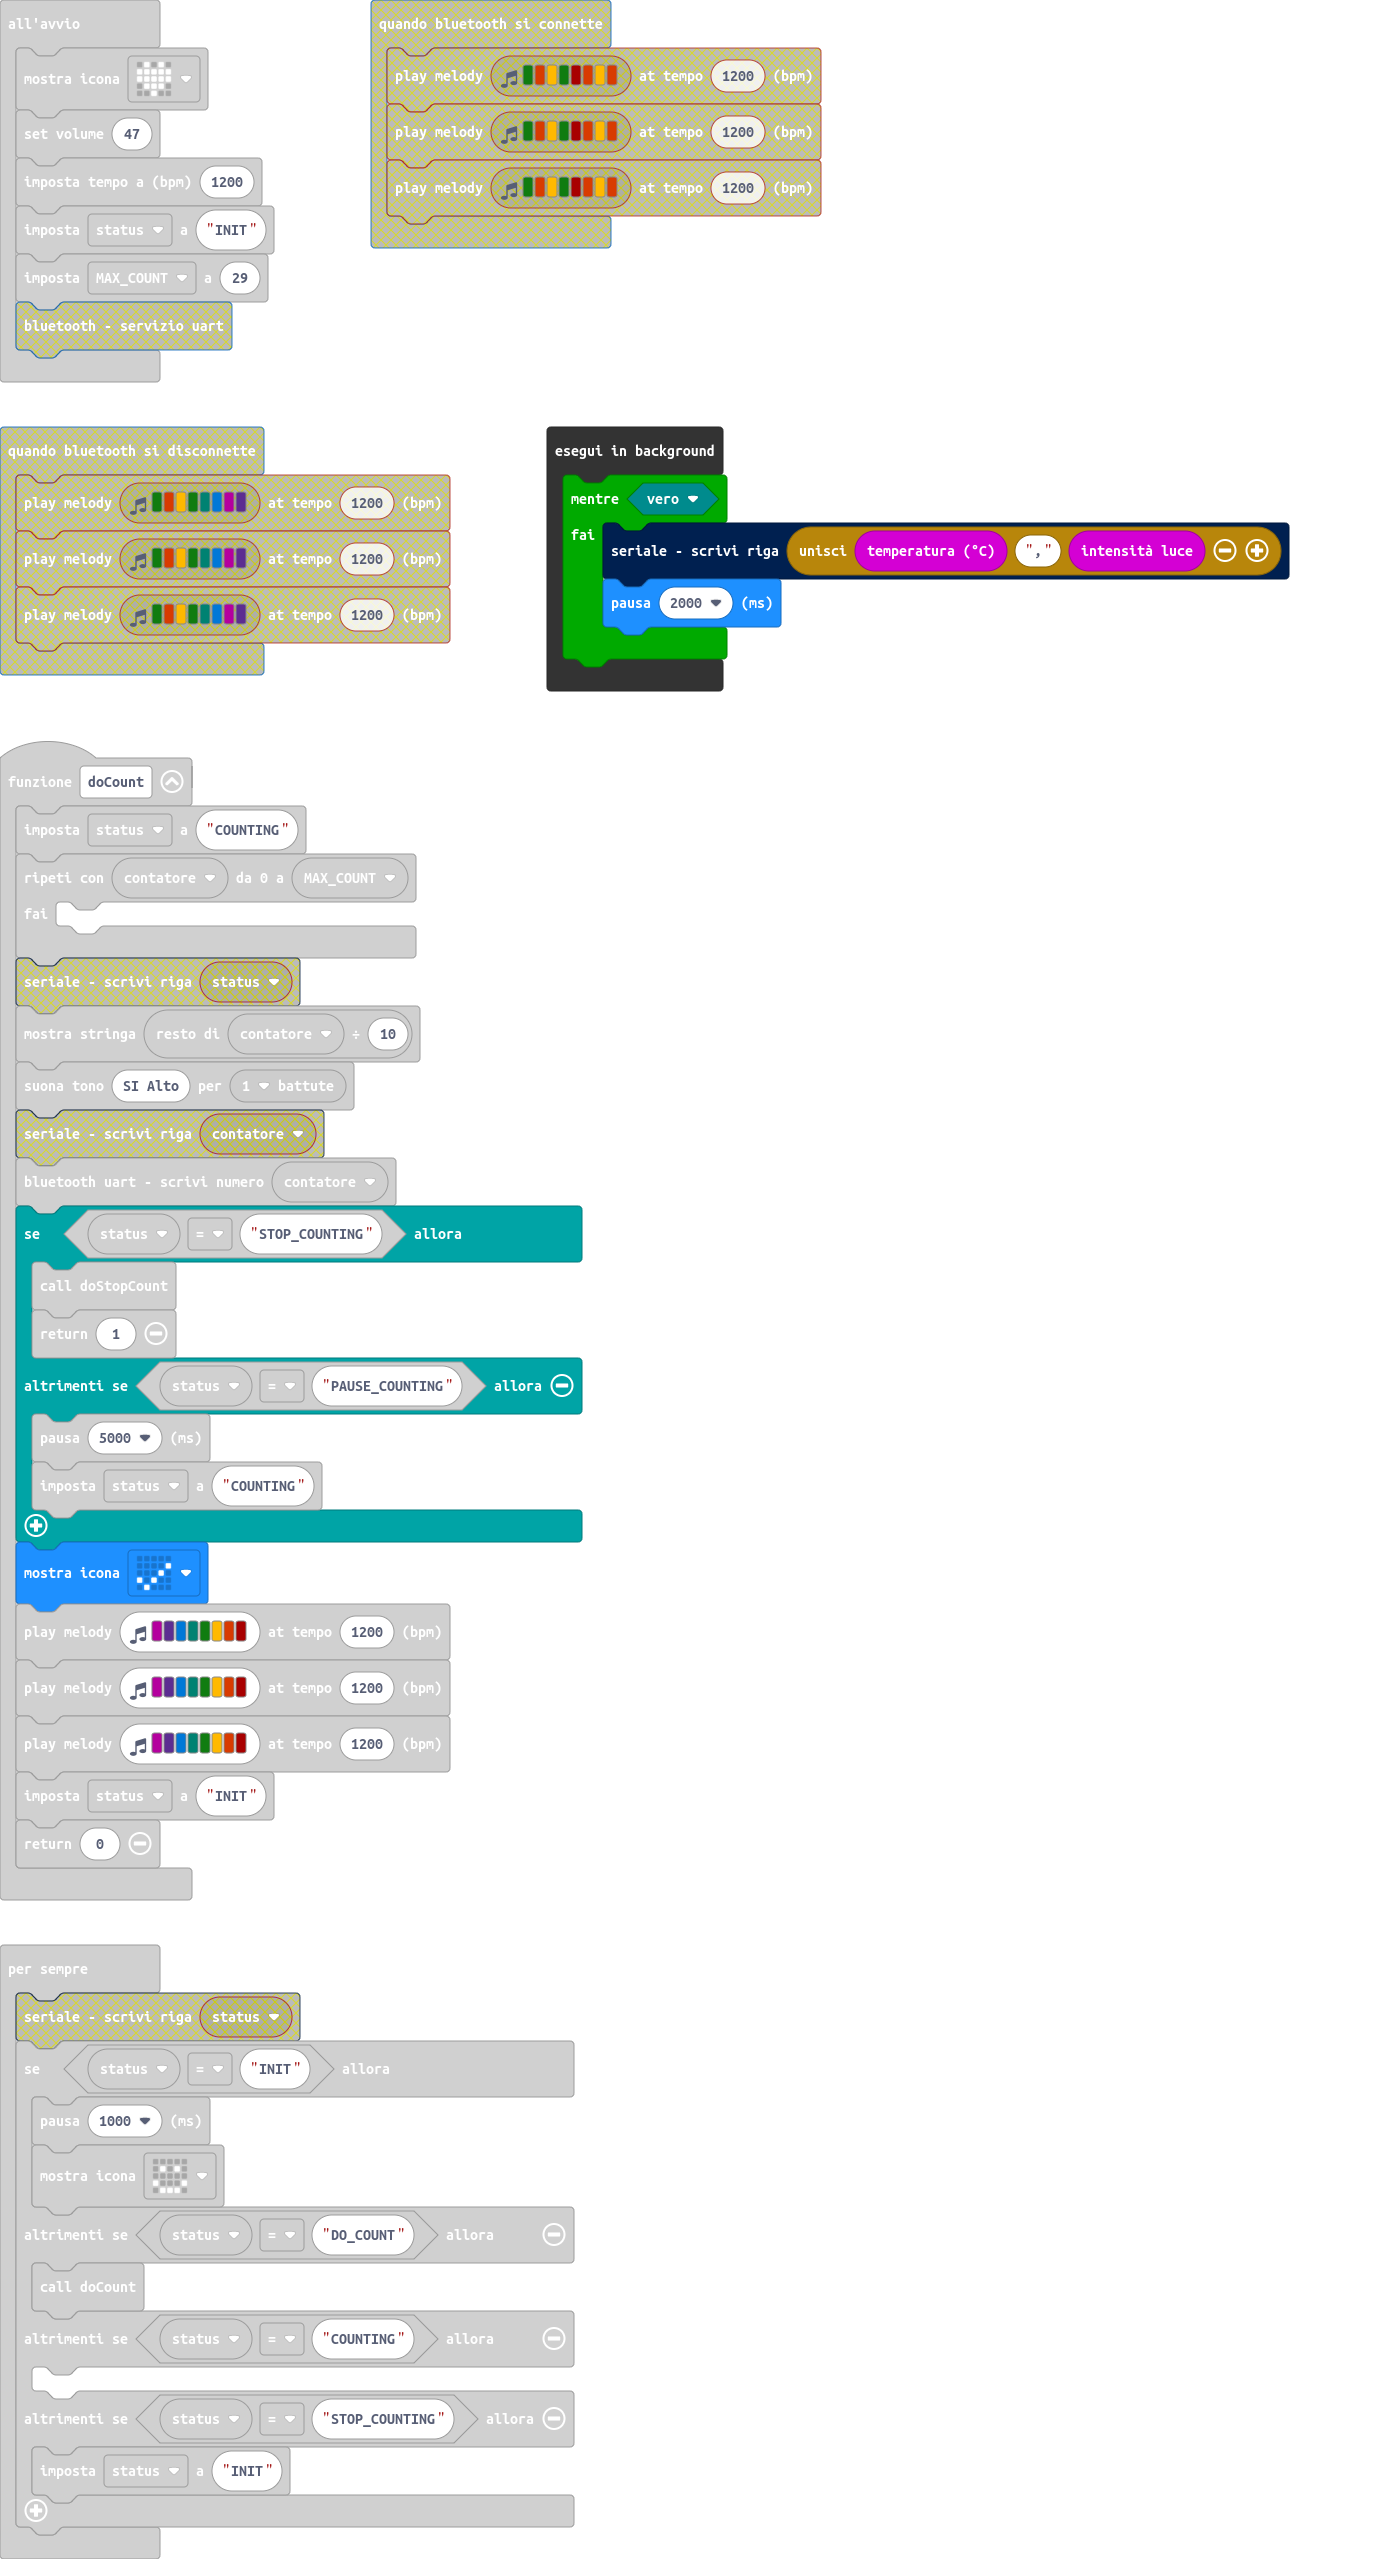 all'avvio
mostra icona
set volume 47
imposta tempo a (bpm) 1200
imposta status a "INIT"
imposta MAX_COUNT a 29
bluetooth - servizio uart
quando bluetooth si connette
play melody at tempo 1200 (bpm)
play melody at tempo 1200 (bpm)
play melody at tempo 1200 (bpm)
quando bluetooth si disconnette
play melody at tempo 1200 (bpm)
play melody at tempo 1200 (bpm)
play melody at tempo 1200 (bpm)
esegui in background
mentre vero
fai
seriale - scrivi riga unisci temperatura (°C) "," intensità luce
pausa 2000 (ms)
funzione doCount
imposta status a "COUNTING"
ripeti con contatore da 0 a MAX_COUNT
fai
seriale - scrivi riga status
mostra stringa resto di contatore ÷ 10
suona tono SI Alto per 1 battute
seriale - scrivi riga contatore
bluetooth uart - scrivi numero contatore
se status = "STOP_COUNTING" allora
call doStopCount
return 1
altrimenti se status = "PAUSE_COUNTING" allora
pausa 5000 (ms)
imposta status a "COUNTING"
mostra icona
play melody at tempo 1200 (bpm)
play melody at tempo 1200 (bpm)
play melody at tempo 1200 (bpm)
imposta status a "INIT"
return 0
per sempre
seriale - scrivi riga status
se status = "INIT" allora
pausa 1000 (ms)
mostra icona
altrimenti se status = "DO_COUNT" allora
call doCount
altrimenti se status = "COUNTING" allora
altrimenti se status = "STOP_COUNTING" allora
imposta status a "INIT"